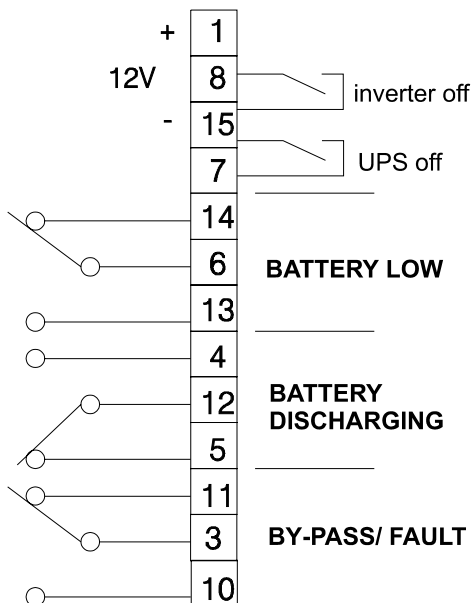 + 1
12V 8 inverter off
- 15
7 UPS off
14
6 BATTERY LOW
13
4
12 BATTERY
DISCHARGING
5
11
3 BY-PASS/ FAULT
10